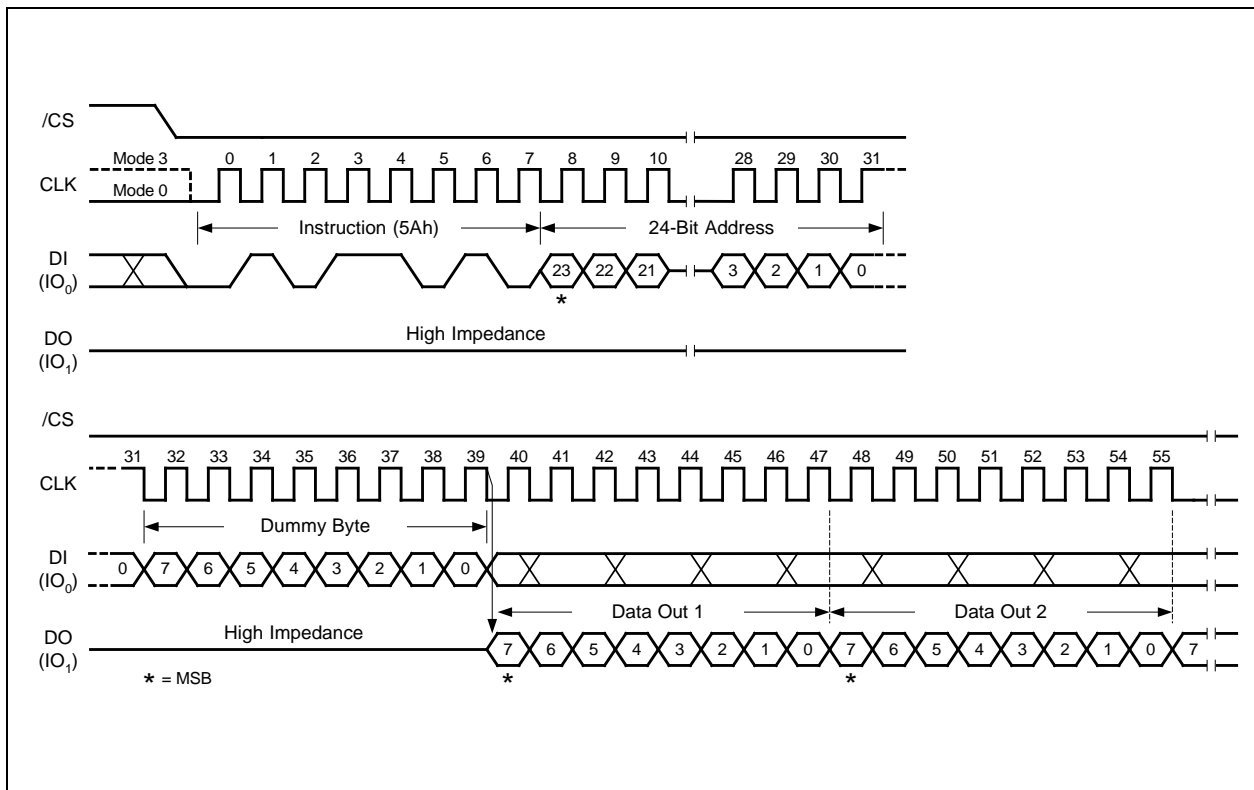 /CS
Mode 3 0 1 2 3 4 5 6 7 8 9 10 28 29 30 31
CLK
Mode 0
Instruction (5Ah) 24-Bit Address
DI
(IO0) 23 22 21 3 2 1 0
*
DO High Impedance
(IO1)
/CS
31 32 33 34 35 36 37 38 39 40 41 42 43 44 45 46 47 48 49 50 51 52 53 54 55
CLK
Dummy Byte
DI
(IO0) 0 7 6 5 4 3 2 1 0
Data Out 1 Data Out 2
DO High Impedance
(IO1) 7 6 5 4 3 2 1 0 7 6 5 4 3 2 1 0 7
* = MSB * *